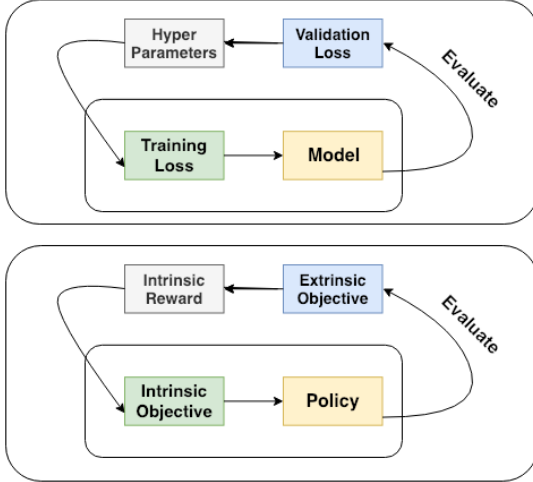 Hyper
Parameters
Validation
Loss
Evaluate
Training
Loss
Model
Intrinsic
Reward
Extrinsic
Objective
Evaluate
Intrinsic
Objective
Policy